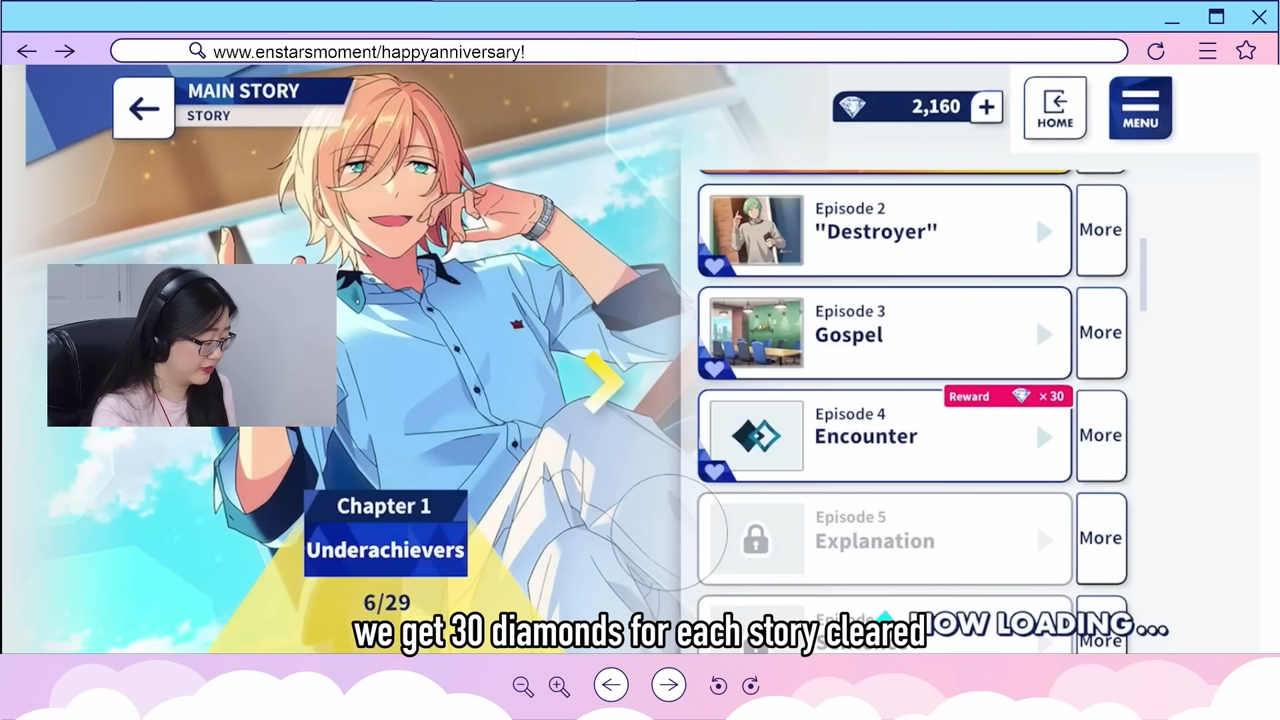 www.enstarsmoment/happyanniversary!
MAIN STORY
STORY
2,160
HOME
MENU
Episode 2
"Destroyer"
More
Episode 3
Gospel
More
Reward × 30
Episode 4
Encounter
More
Episode 5
Explanation
More
Chapter 1
Underachievers
6/29
NOW LOADING...
More
we get 30 diamonds for each story cleared